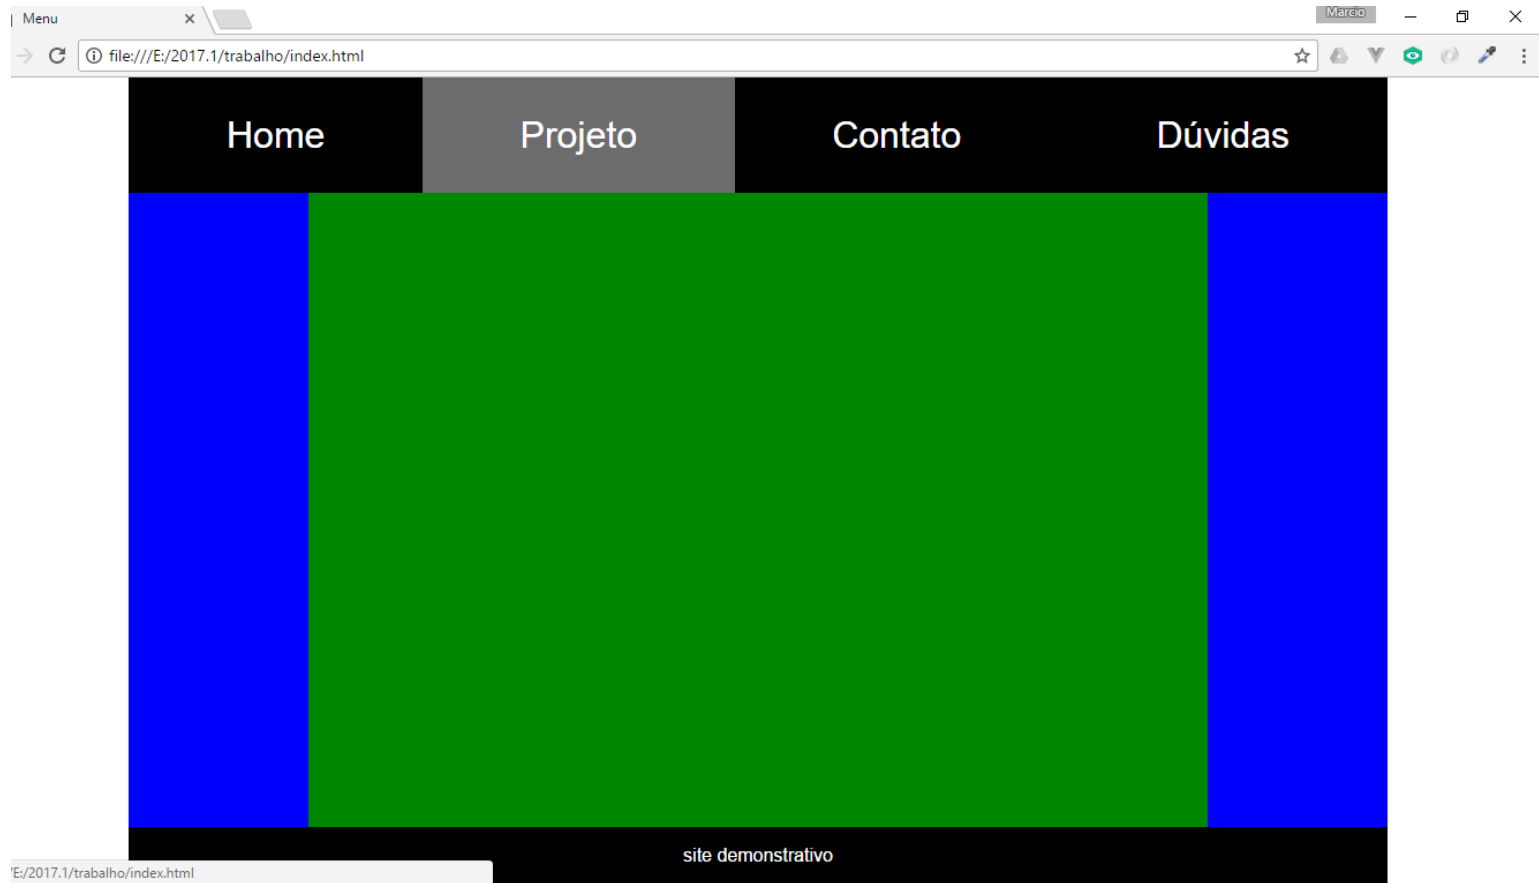 Menu
Marcio
file:///E:/2017.1/trabalho/index.html
Home Projeto Contato Dúvidas
site demonstrativo
/E:/2017.1/trabalho/index.html